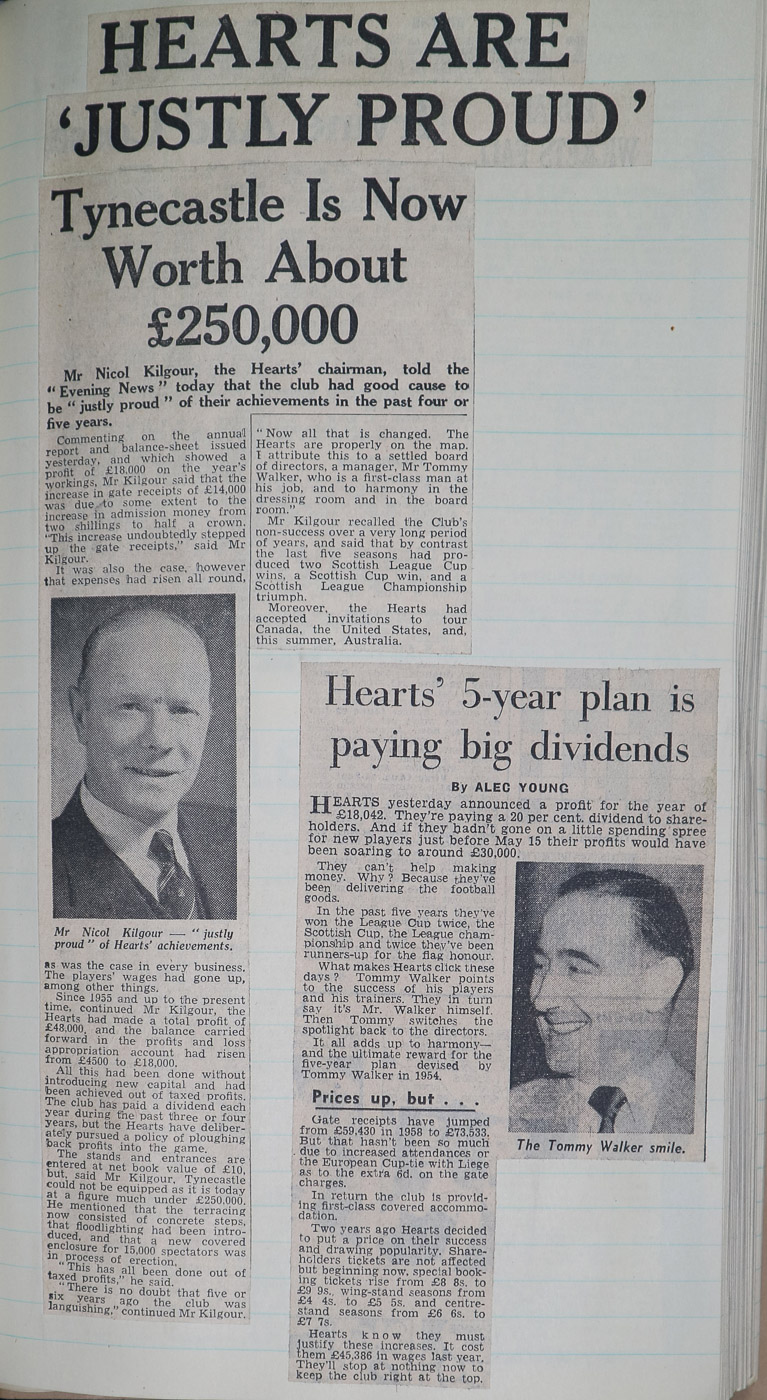 HEARTS ARE
‘JUSTLY PROUD’
Tynecastle Is Now
Worth About
£250,000
Mr Nicol Kilgour, the Hearts' chairman, told the
“ Evening News ” today that the club had good cause to
be “ justly proud ” of their achievements in the past four or
five years.
Commenting on the annual
report and balance-sheet issued
yesterday, and which showed a
profit of £18,000 on the year's
workings, Mr Kilgour said that the
increase in gate receipts of £14,000
was due to some extent to the
increase in admission money from
two shillings to half a crown.
“This increase undoubtedly stepped
up the gate receipts,” said Mr
Kilgour.
It was also the case, however
that expenses had risen all round,
Mr Nicol Kilgour — “ justly
proud ” of Hearts' achievements.
as was the case in every business.
The players' wages had gone up,
among other things.
Since 1955 and up to the present
time, continued Mr Kilgour, the
Hearts had made a total profit of
£48,000, and the balance carried
forward in the profits and loss
appropriation account had risen
from £4500 to £18,000.
All this had been done without
introducing new capital and had
been achieved out of taxed profits.
The club has paid a dividend each
year during the past three or four
years, but the Hearts have deliber-
ately pursued a policy of ploughing
back profits into the game.
The stands and entrances are
entered at net book value of £10,
but, said Mr Kilgour, Tynecastle
could not be equipped as it is today
at a figure much under £250,000.
He mentioned that the terracing
now consisted of concrete steps,
that floodlighting had been intro-
duced, and that a new covered
enclosure for 15,000 spectators was
in process of erection.
“This has all been done out of
taxed profits,” he said.
“There is no doubt that five or
six years ago the club was
languishing,” continued Mr Kilgour.
“Now all that is changed. The
Hearts are properly on the map.
I attribute this to a settled board
of directors, a manager, Mr Tommy
Walker, who is a first-class man at
his job, and to harmony in the
dressing room and in the board
room.”
Mr Kilgour recalled the Club's
non-success over a very long period
of years, and said that by contrast
the last five seasons had pro-
duced two Scottish League Cup
wins, a Scottish Cup win, and a
Scottish League Championship
triumph.
Moreover, the Hearts had
accepted invitations to tour
Canada, the United States, and,
this summer, Australia.
Hearts' 5-year plan is
paying big dividends
By ALEC YOUNG
HEARTS yesterday announced a profit for the year of
£18,042. They're paying a 20 per cent. dividend to share-
holders. And if they hadn't gone on a little spending spree
for new players just before May 15 their profits would have
been soaring to around £30,000.
They can't help making
money. Why? Because they've
been delivering the football
goods.
In the past five years they've
won the League Cup twice, the
Scottish Cup, the League cham-
pionship and twice they've been
runners-up for the flag honour.
What makes Hearts click these
days? Tommy Walker points
to the success of his players
and his trainers. They in turn
say it's Mr. Walker himself.
Then Tommy switches the
spotlight back to the directors.
It all adds up to harmony—
and the ultimate reward for the
five-year plan devised by
Tommy Walker in 1954.
Prices up, but . . .
Gate receipts have jumped
from £59,430 in 1958 to £73,533.
But that hasn't been so much
due to increased attendances or
the European Cup-tie with Liege
as to the extra 6d. on the gate
charges.
In return the club is provid-
ing first-class covered accommo-
dation.
Two years ago Hearts decided
to put a price on their success
and drawing popularity. Share-
holders tickets are not affected
but beginning now, special book-
ing tickets rise from £8 8s. to
£9 9s., wing-stand seasons from
£4 4s. to £5 5s. and centre-
stand seasons from £6 6s. to
£7 7s.
Hearts know they must
justify these increases. It cost
them £45,386 in wages last year.
They'll stop at nothing now to
keep the club right at the top.
The Tommy Walker smile.